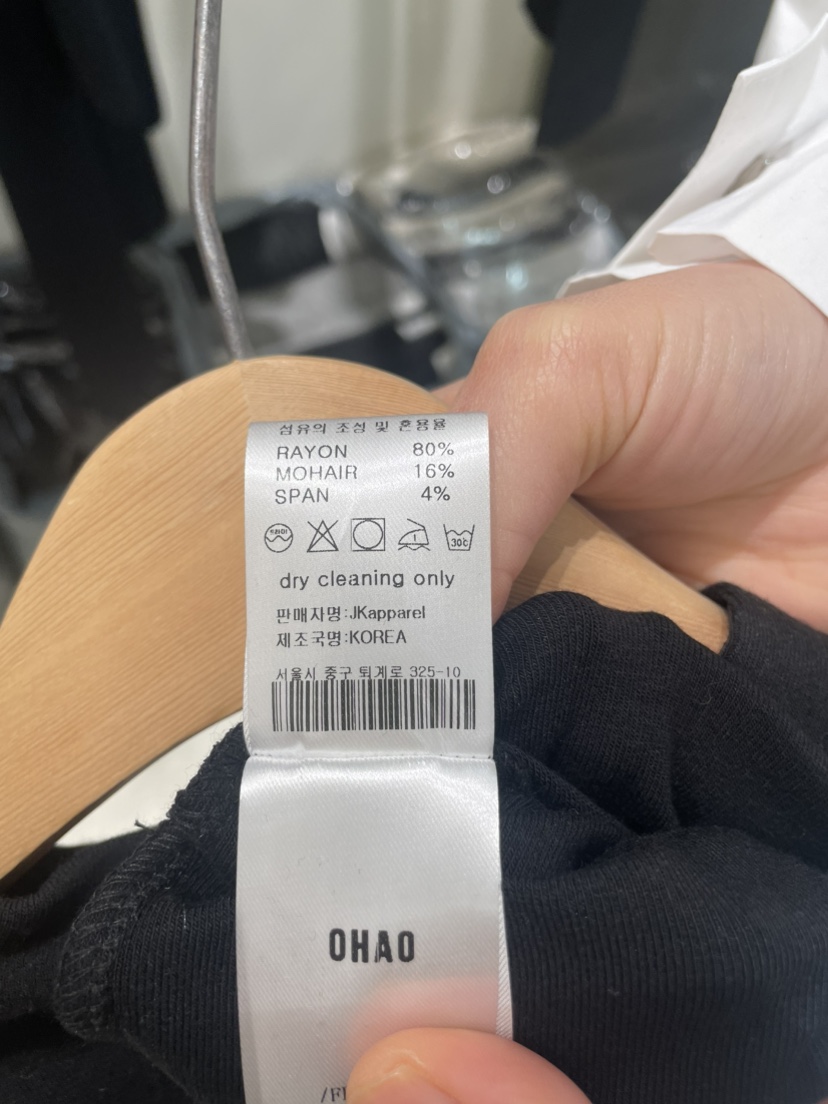 섬유의 조성 및 혼용율
RAYON 80%
MOHAIR 16%
SPAN 4%
드라이
30℃
dry cleaning only
판매자명:JKapparel
제조국명:KOREA
서울시 중구 퇴계로 325-10
OHAO